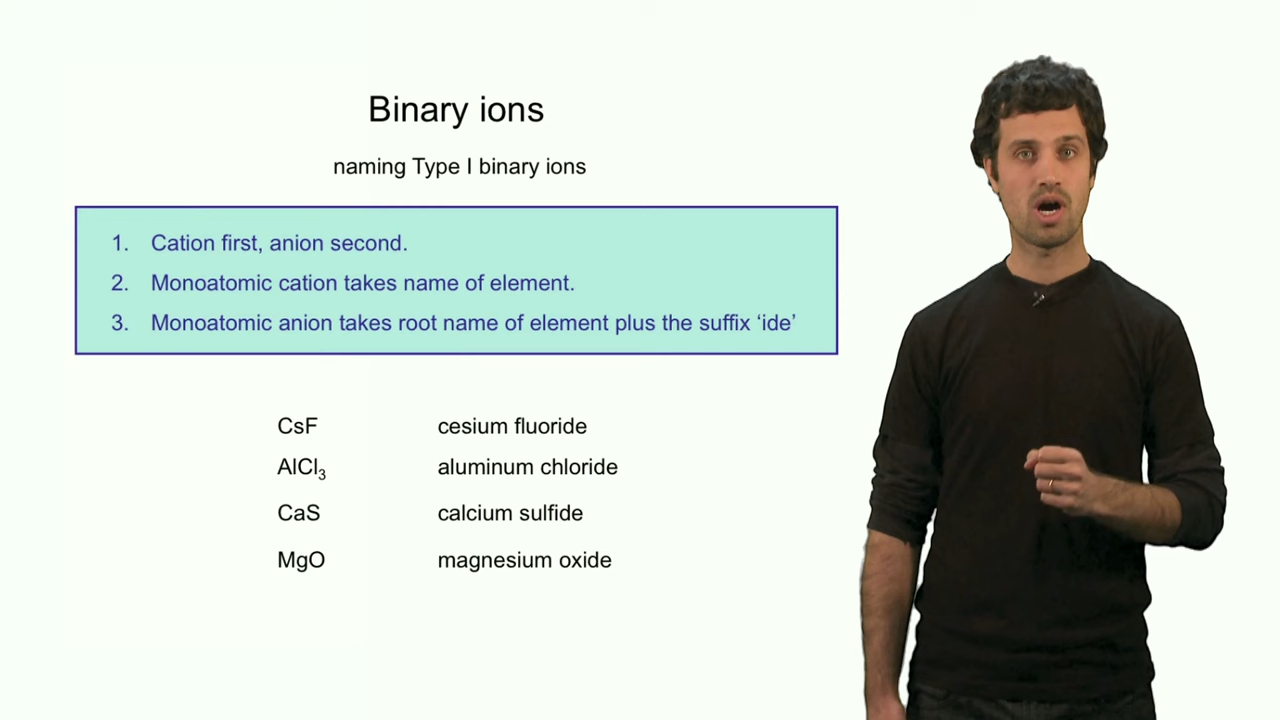 Binary ions
naming Type I binary ions
1. Cation first, anion second.
2. Monoatomic cation takes name of element.
3. Monoatomic anion takes root name of element plus the suffix ‘ide’
CsF cesium fluoride
AlCl₃ aluminum chloride
CaS calcium sulfide
MgO magnesium oxide